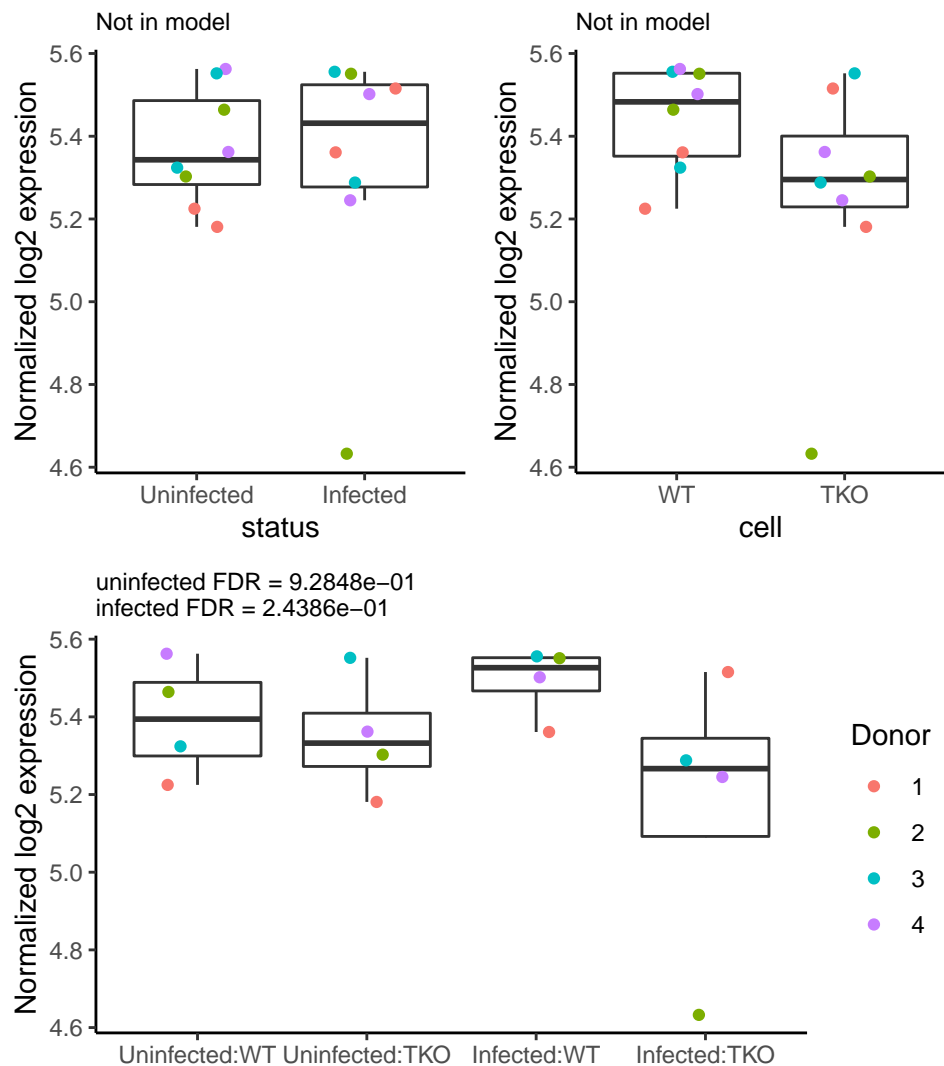 Not in model
Normalized log2 expression
5.6
5.4
5.2
5.0
4.8
4.6
Uninfected Infected
status
Not in model
Normalized log2 expression
5.6
5.4
5.2
5.0
4.8
4.6
WT TKO
cell
uninfected FDR = 9.2848e−01
infected FDR = 2.4386e−01
Normalized log2 expression
5.6
5.4
5.2
5.0
4.8
4.6
Uninfected:WT Uninfected:TKO Infected:WT Infected:TKO
Donor
1
2
3
4